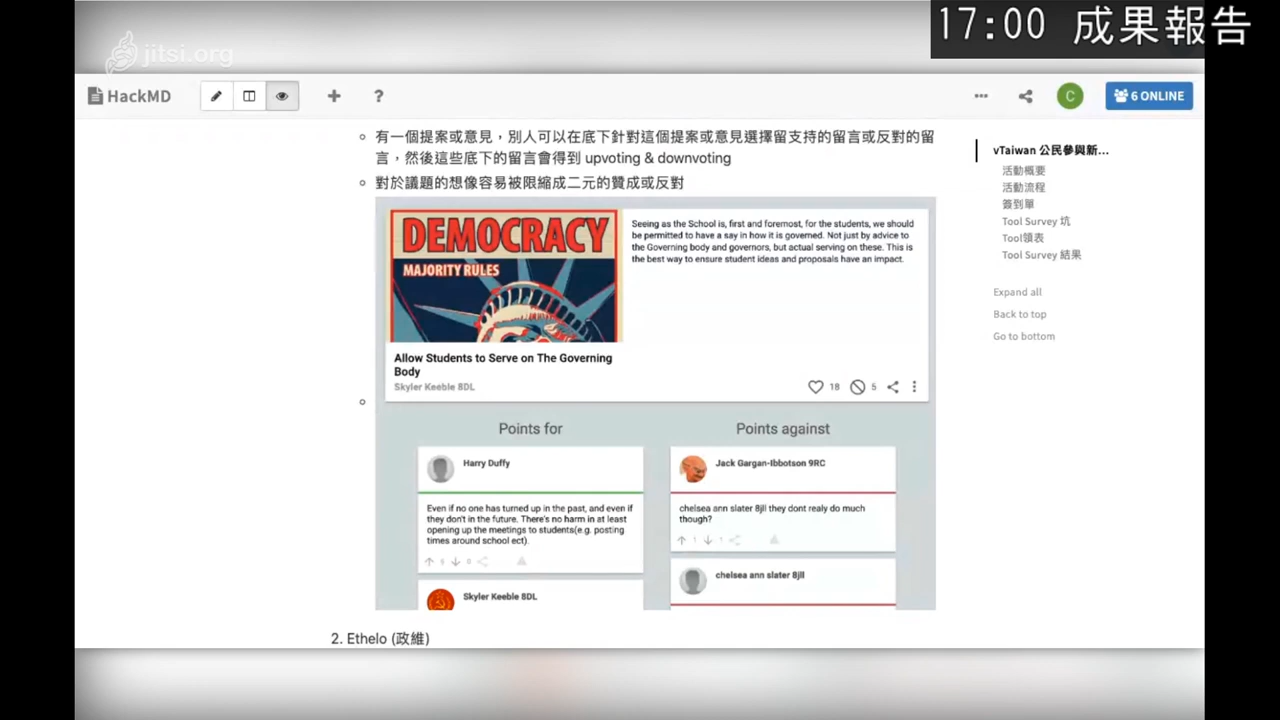 17:00 成果報告
jitsi.org
HackMD
?
C
6 ONLINE
有一個提案或意見，別人可以在底下針對這個提案或意見選擇留支持的留言或反對的留
言，然後這些底下的留言會得到 upvoting & downvoting
對於議題的想像容易被限縮成二元的贊成或反對
DEMOCRACY
MAJORITY RULES
Seeing as the School is, first and foremost, for the students, we should
be permitted to have a say in how it is governed. Not just by advice to
the Governing body and governors, but actual serving on these. This is
the best way to ensure student ideas and proposals have an impact.
Allow Students to Serve on The Governing
Body
Skyler Keeble 8DL
18
5
Points for
Points against
Harry Duffy
Even if no one has turned up in the past, and even if
they don't in the future. There's no harm in at least
opening up the meetings to students(e.g. posting
times around school ect).
Skyler Keeble 8DL
Jack Gargan-Ibbotson 9RC
chelsea ann slater 8jll they dont realy do much
though?
chelsea ann slater 8jll
2. Ethelo (政維)
vTaiwan 公民參與新...
活動概要
活動流程
簽到單
Tool Survey 坑
Tool領表
Tool Survey 結果
Expand all
Back to top
Go to bottom